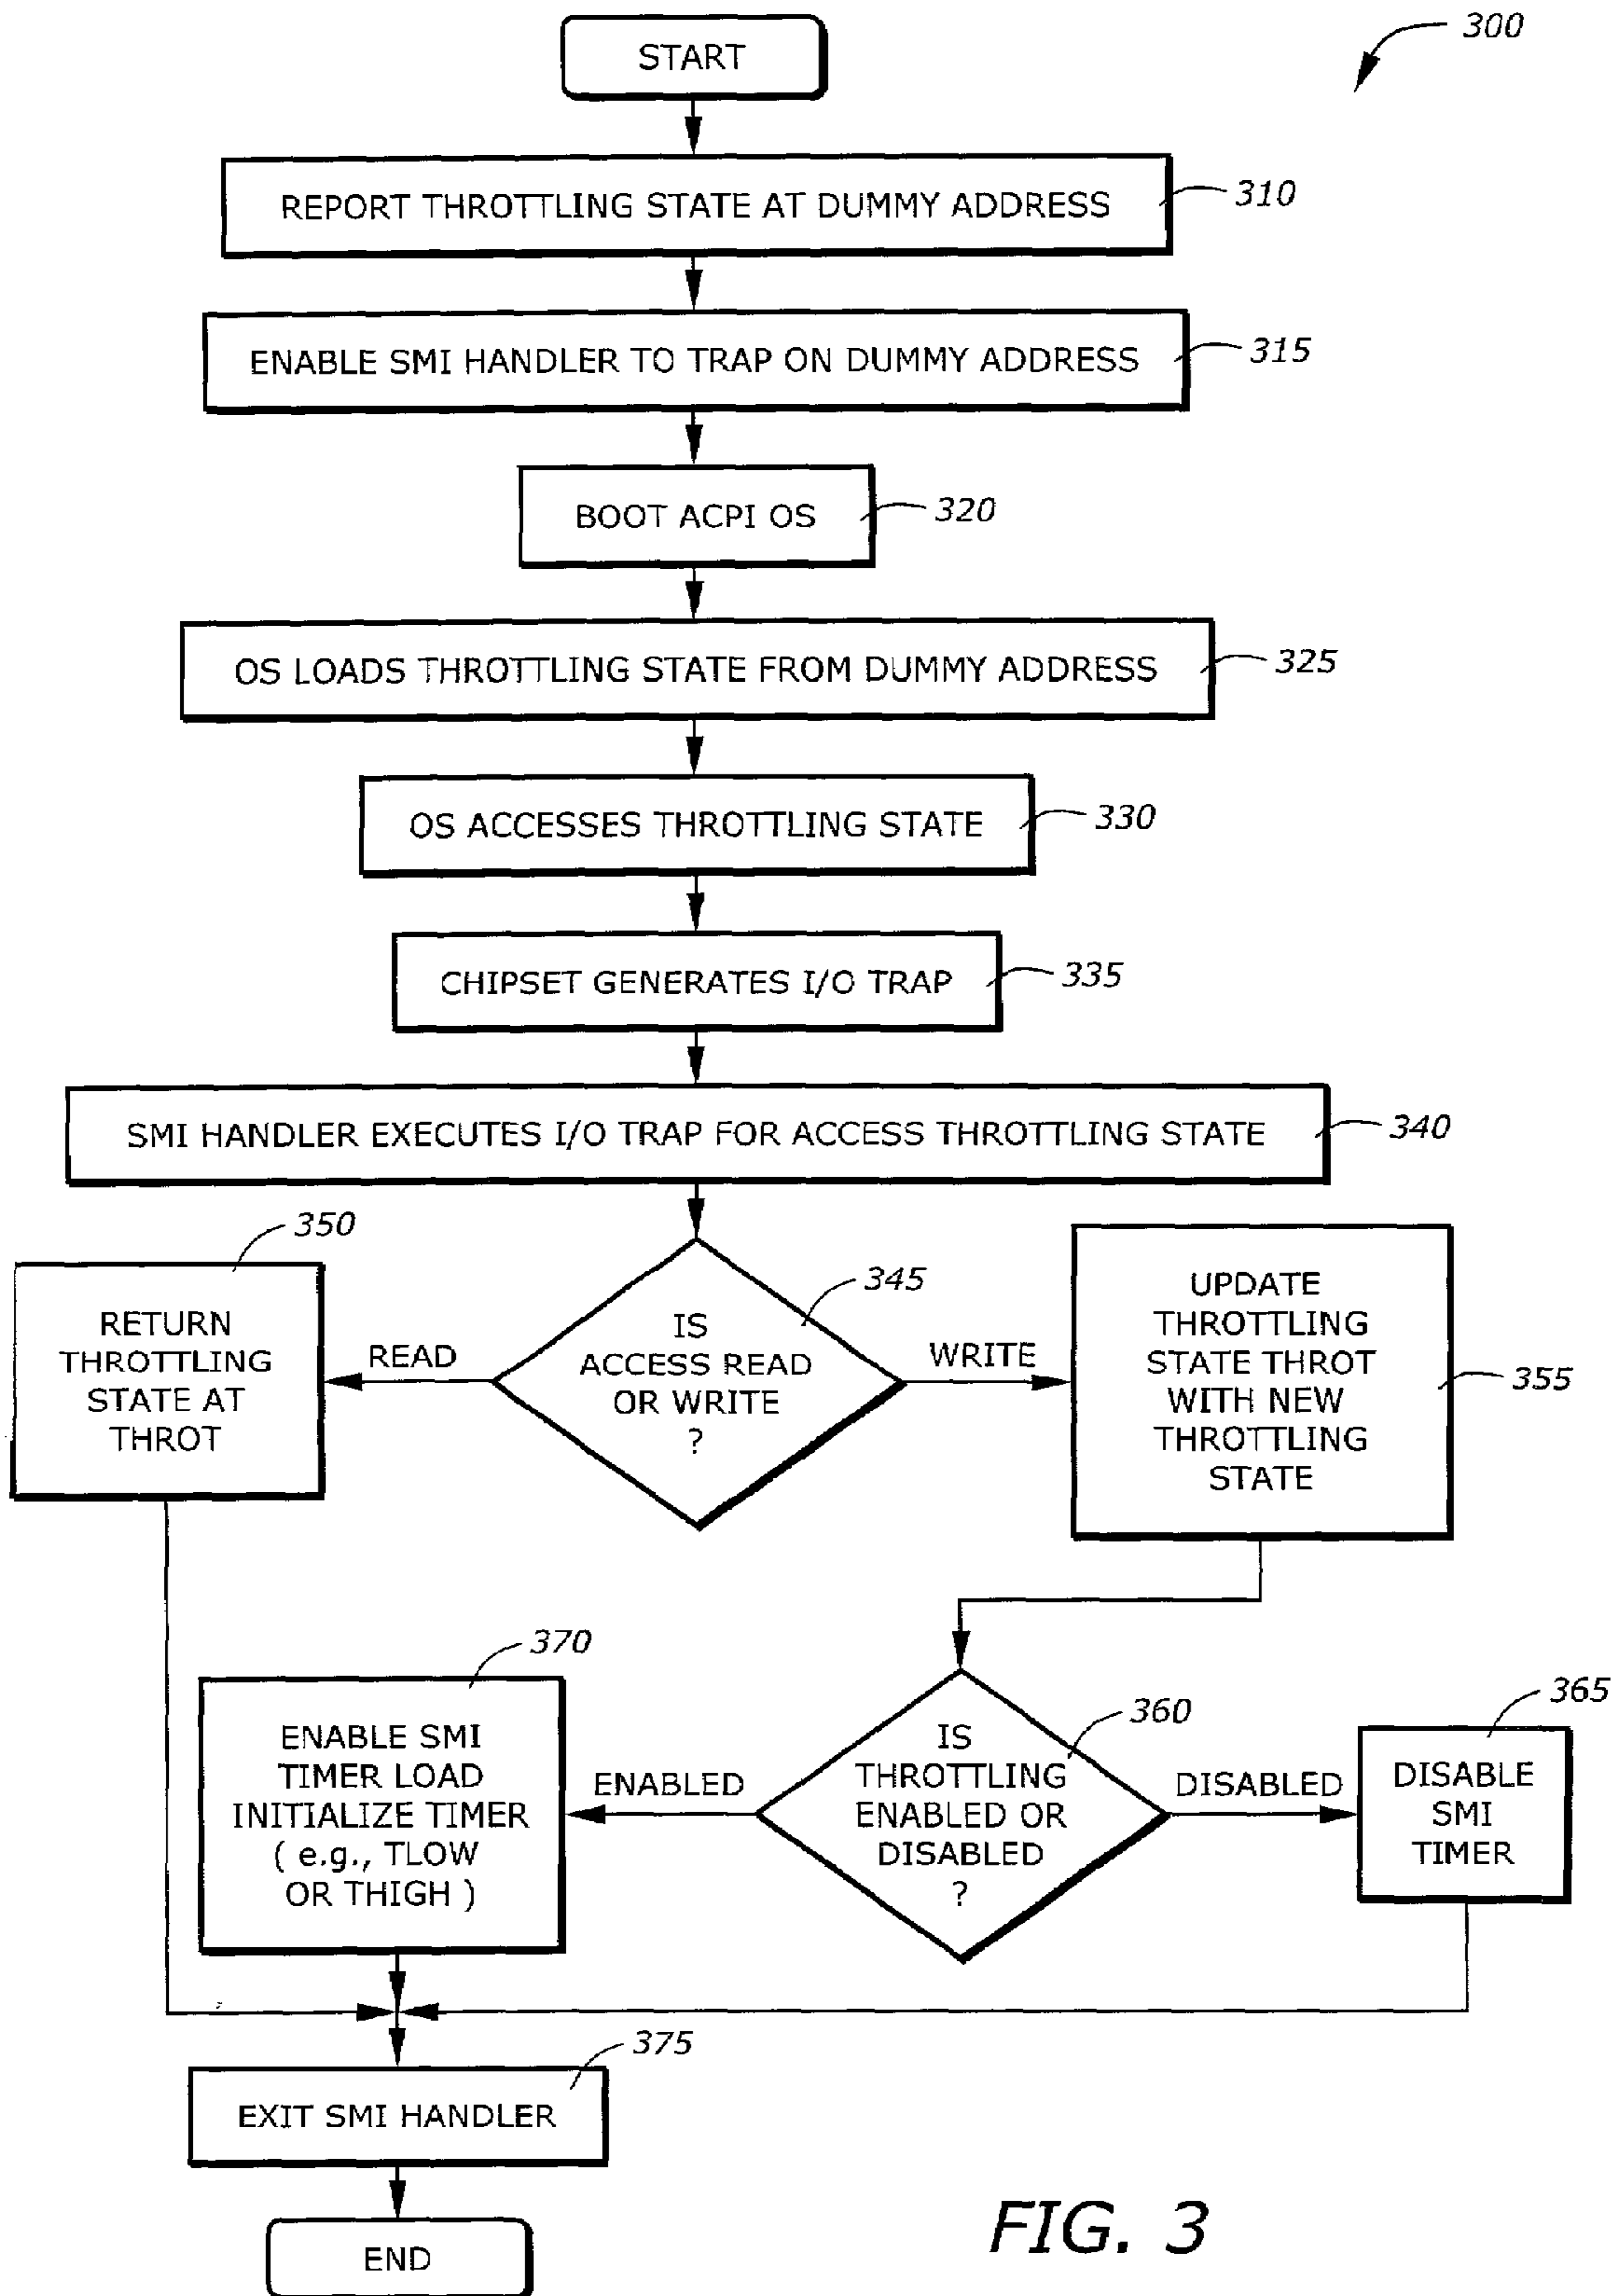 300
START
REPORT THROTTLING STATE AT DUMMY ADDRESS
310
ENABLE SMI HANDLER TO TRAP ON DUMMY ADDRESS
315
BOOT ACPI OS
320
OS LOADS THROTTLING STATE FROM DUMMY ADDRESS
325
OS ACCESSES THROTTLING STATE
330
CHIPSET GENERATES I/O TRAP
335
SMI HANDLER EXECUTES I/O TRAP FOR ACCESS THROTTLING STATE
340
350
RETURN
THROTTLING
STATE AT
THROT
READ
345
IS
ACCESS READ
OR WRITE
?
WRITE
UPDATE
THROTTLING
STATE THROT
WITH NEW
THROTTLING
STATE
355
370
ENABLE SMI
TIMER LOAD
INITIALIZE TIMER
( e.g., TLOW
OR THIGH )
ENABLED
360
IS
THROTTLING
ENABLED OR
DISABLED
?
DISABLED
365
DISABLE
SMI
TIMER
375
EXIT SMI HANDLER
END
FIG. 3